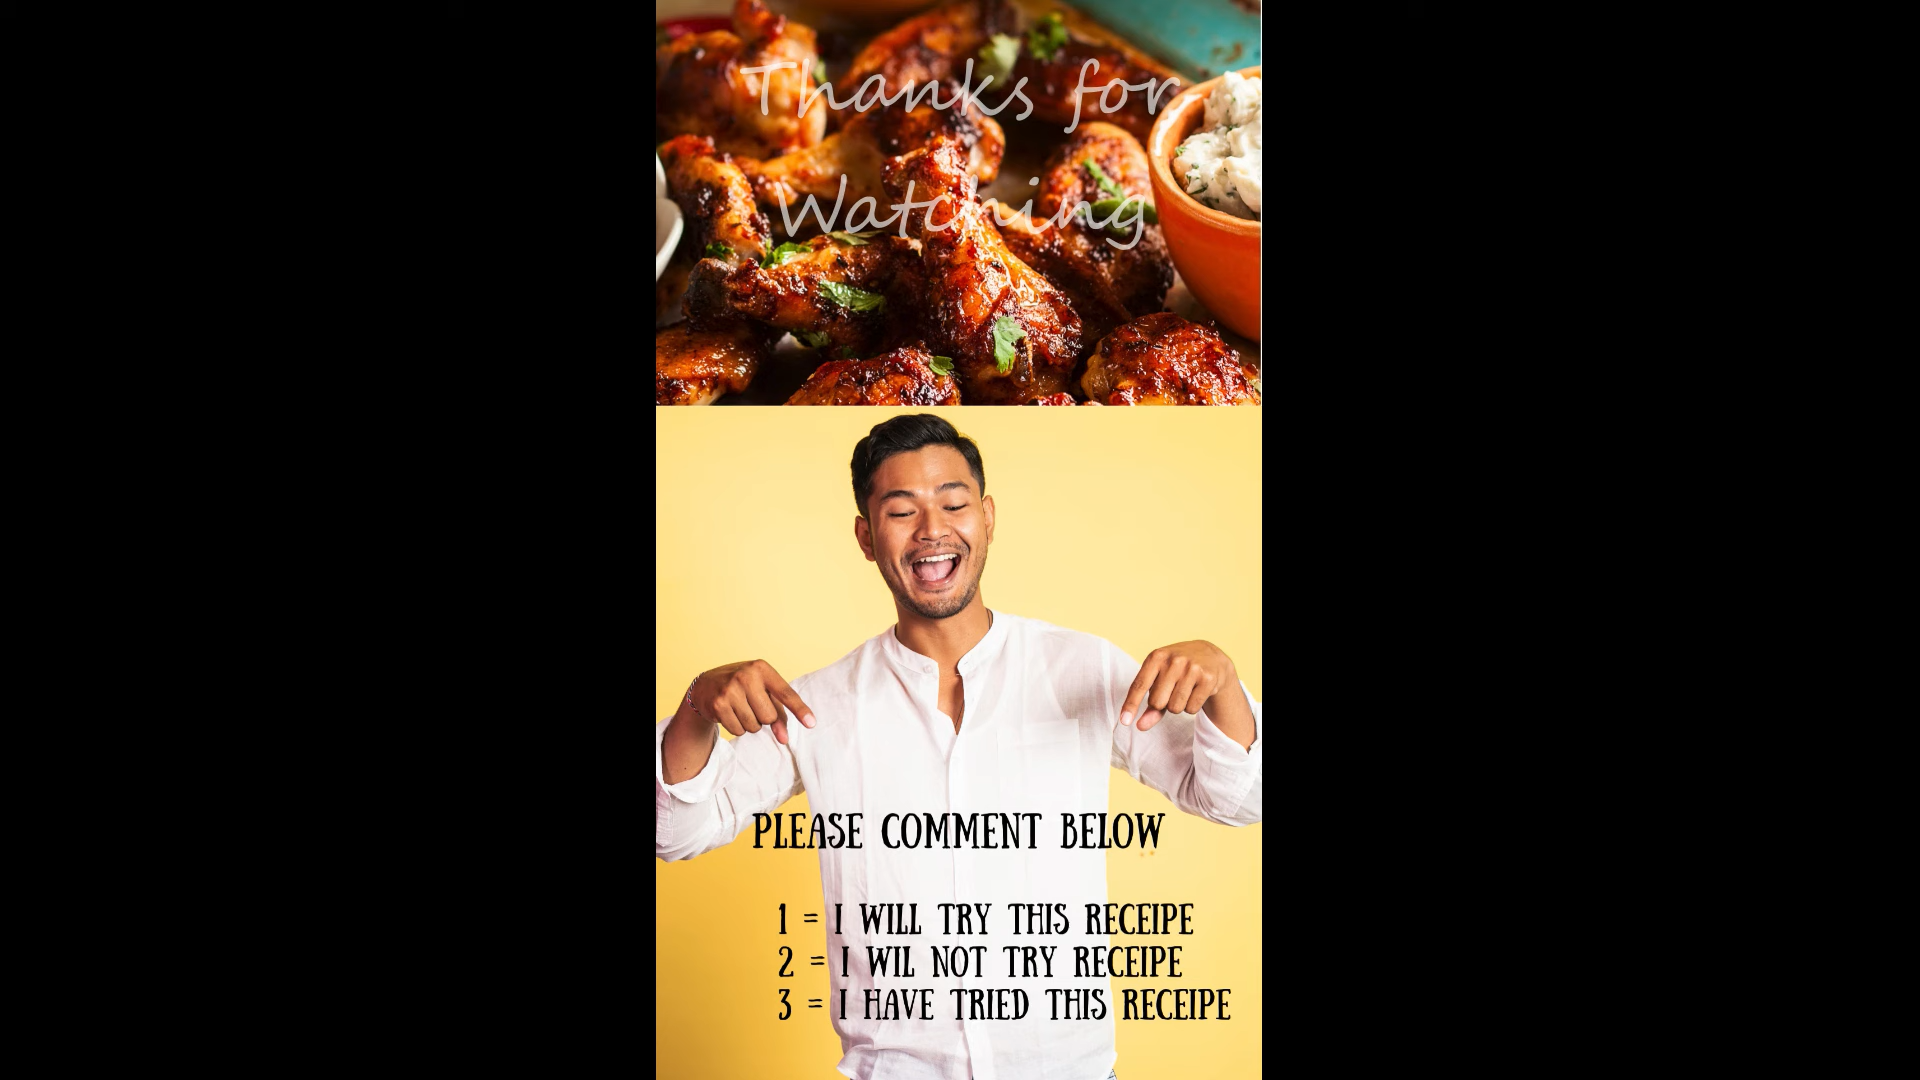 Thanks for
Watching
PLEASE COMMENT BELOW
1 = I WILL TRY THIS RECEIPE
2 = I WIL NOT TRY RECEIPE
3 = I HAVE TRIED THIS RECEIPE